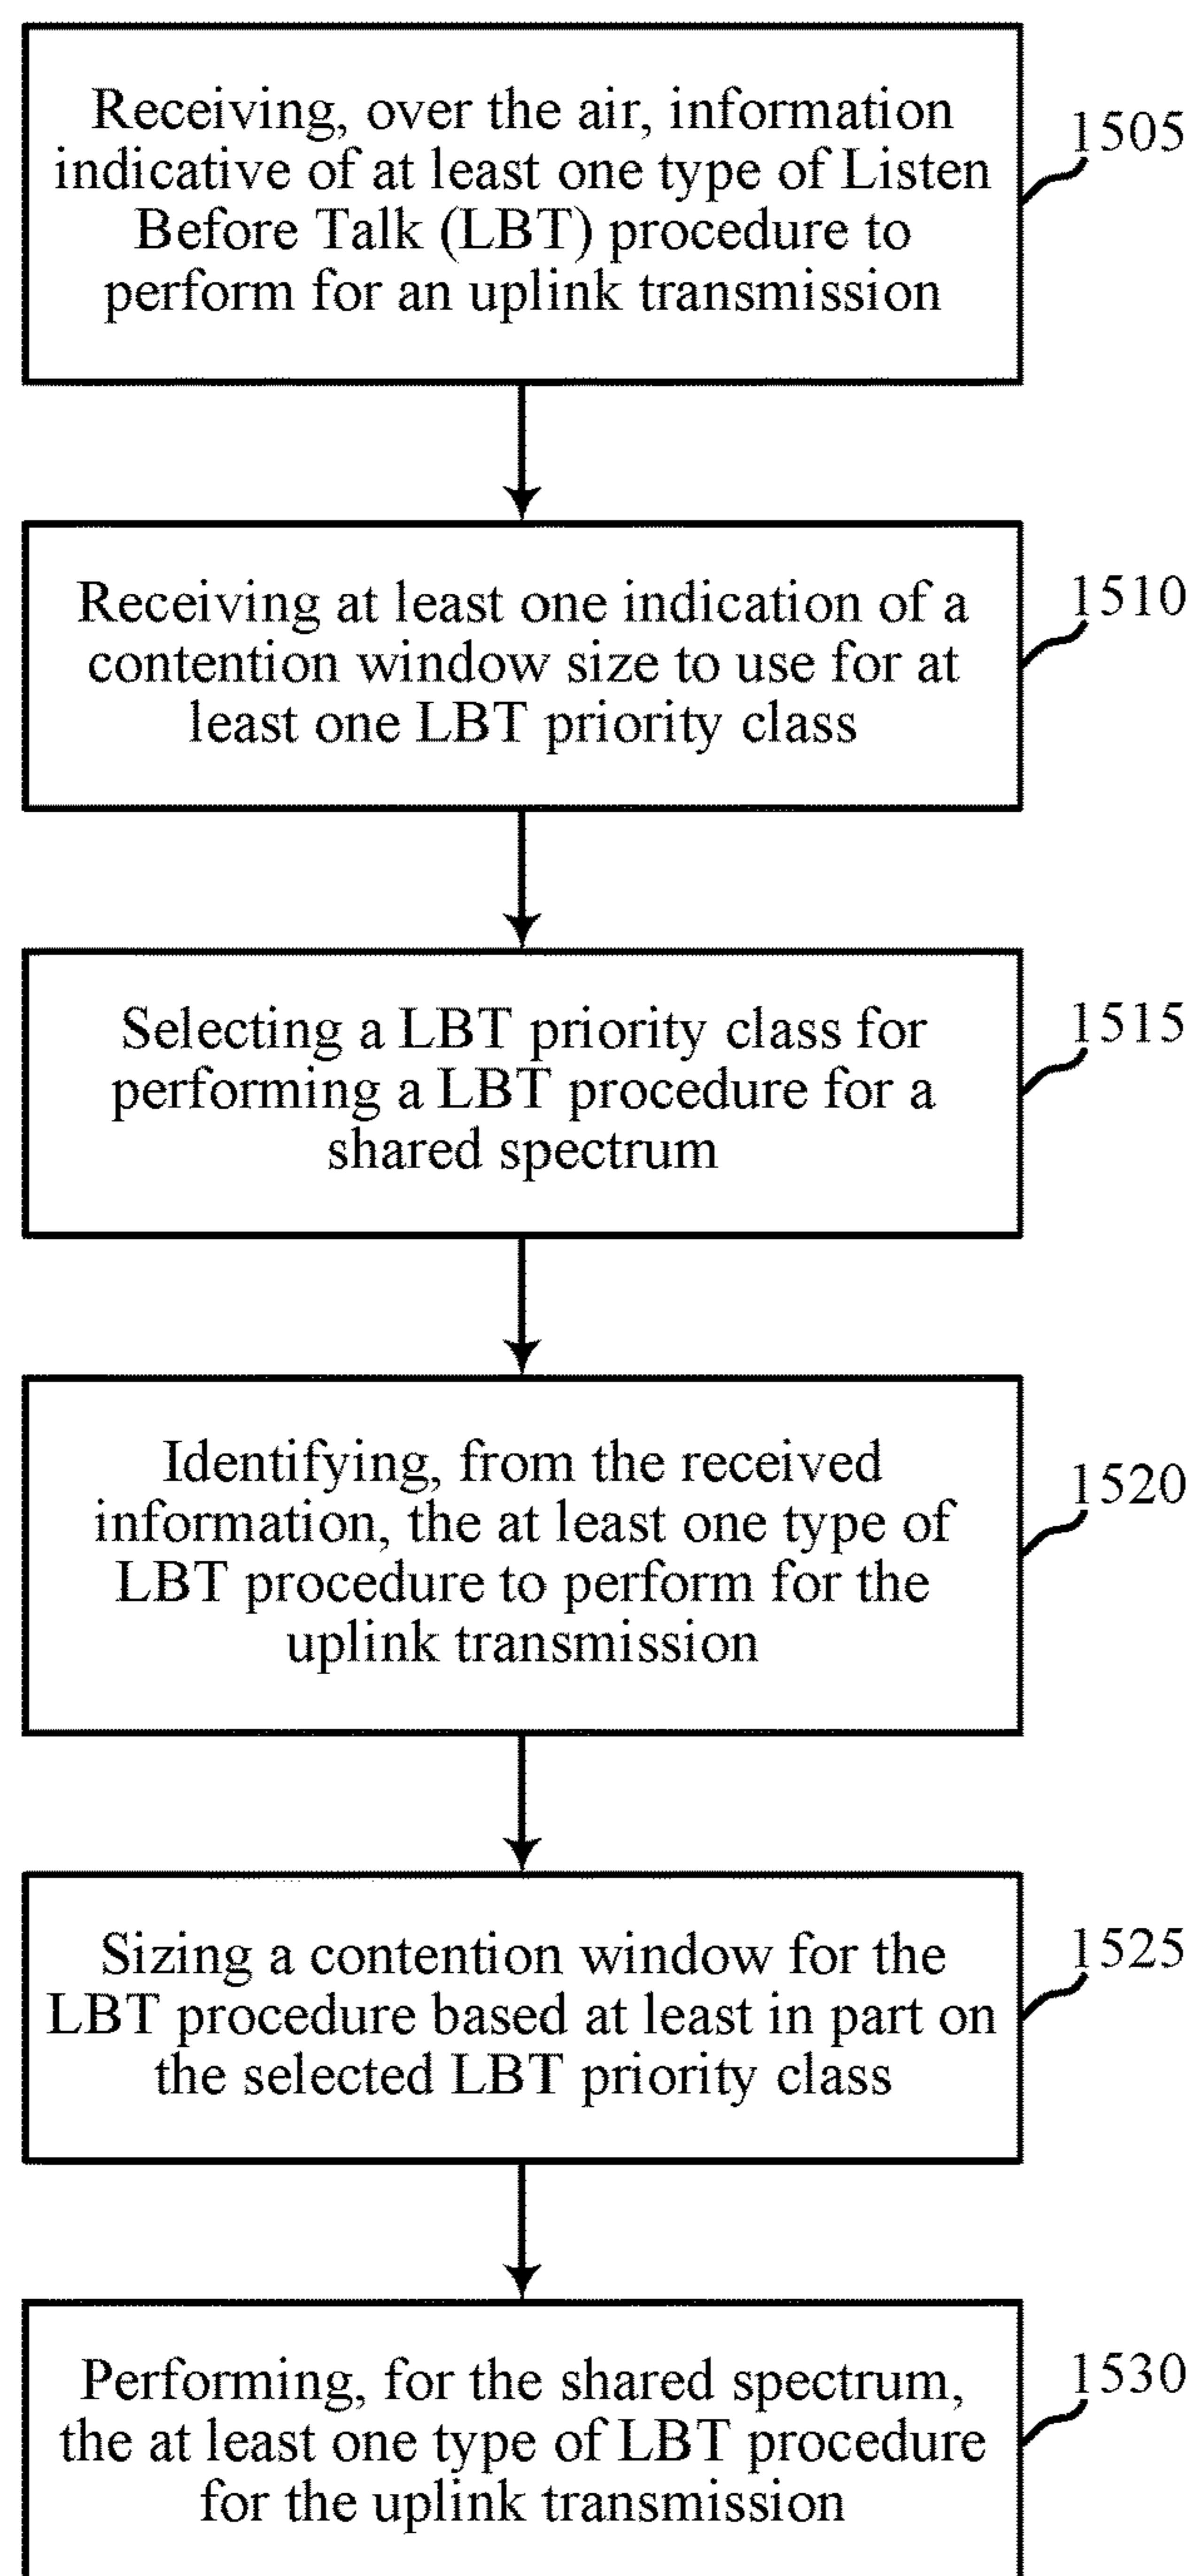 Receiving, over the air, information
indicative of at least one type of Listen
Before Talk (LBT) procedure to
perform for an uplink transmission
1505
Receiving at least one indication of a
contention window size to use for at
least one LBT priority class
1510
Selecting a LBT priority class for
performing a LBT procedure for a
shared spectrum
1515
Identifying, from the received
information, the at least one type of
LBT procedure to perform for the
uplink transmission
1520
Sizing a contention window for the
LBT procedure based at least in part on
the selected LBT priority class
1525
Performing, for the shared spectrum,
the at least one type of LBT procedure
for the uplink transmission
1530